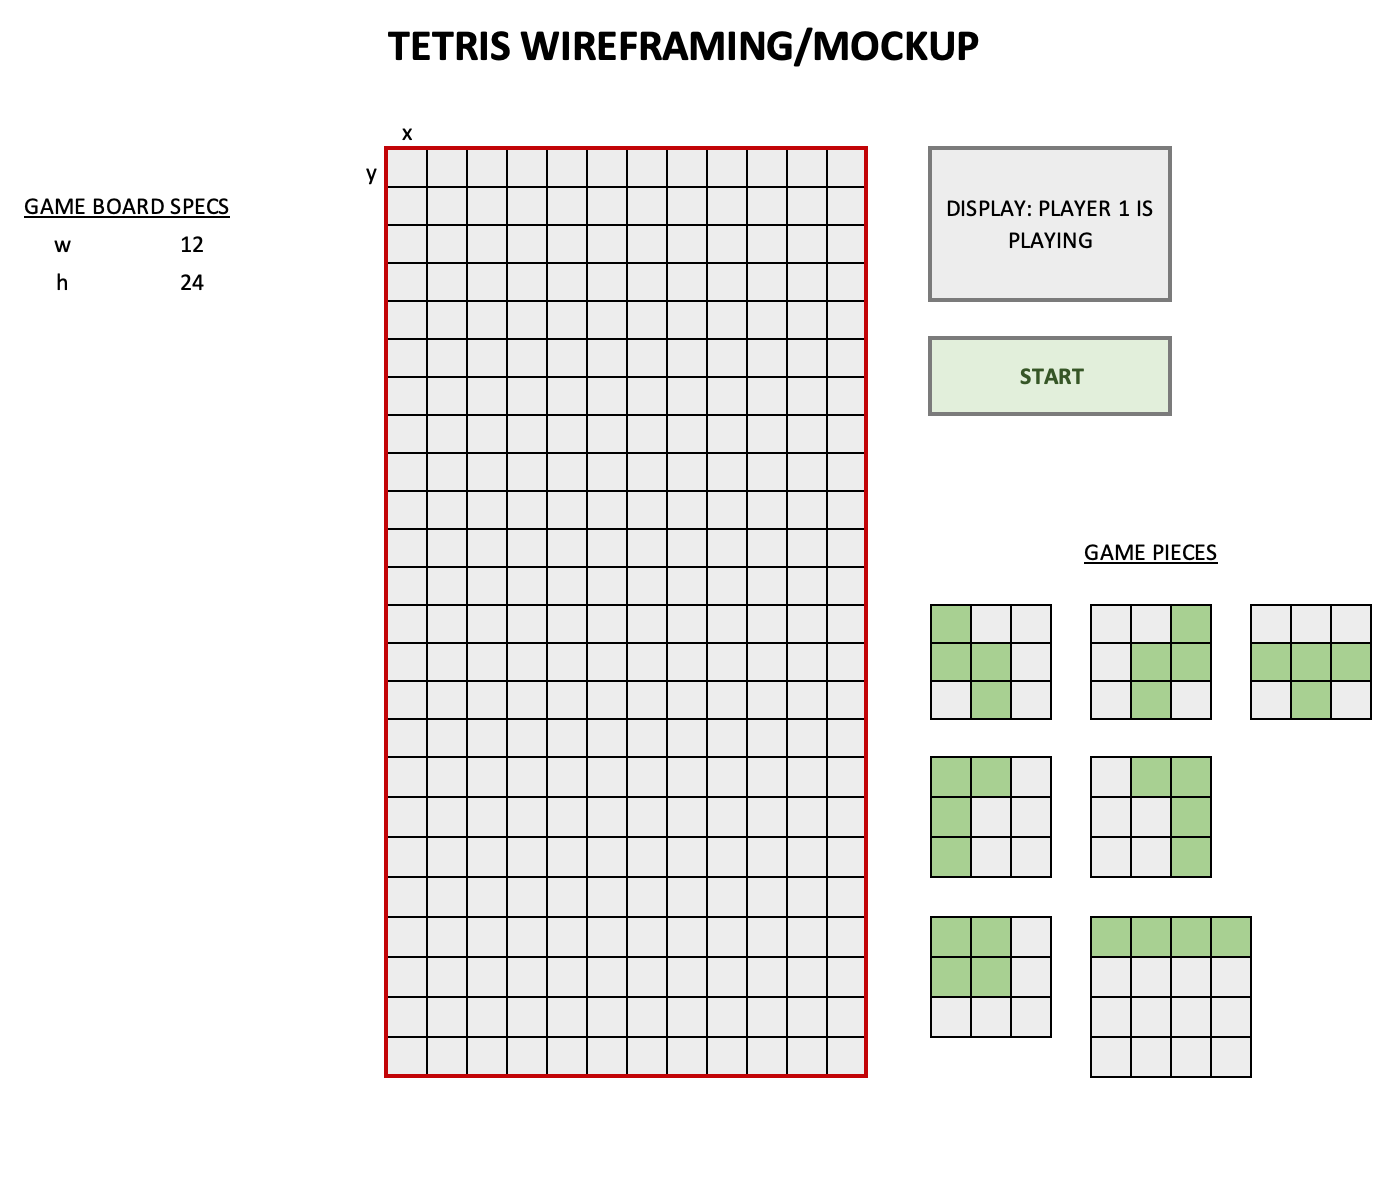 TETRIS WIREFRAMING/MOCKUP
x
y
GAME BOARD SPECS
w 12
h 24
DISPLAY: PLAYER 1 IS
PLAYING
START
GAME PIECES